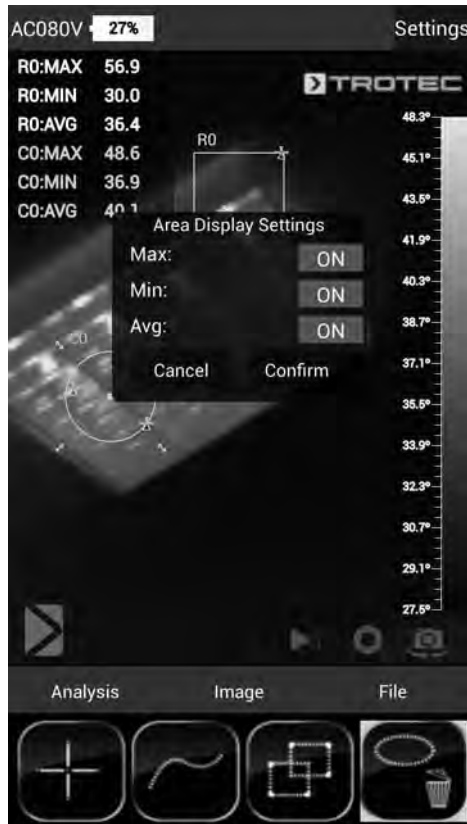 AC080V 27% Settings
R0:MAX 56.9
R0:MIN 30.0
R0:AVG 36.4
C0:MAX 48.6
C0:MIN 36.9
C0:AVG 40.1
TROTEC
R0
C0
Area Display Settings
Max: ON
Min: ON
Avg: ON
Cancel Confirm
48.3°
45.1°
43.5°
41.9°
40.3°
38.7°
37.1°
35.5°
33.9°
32.3°
30.7°
29.1°
27.5°
Analysis Image File